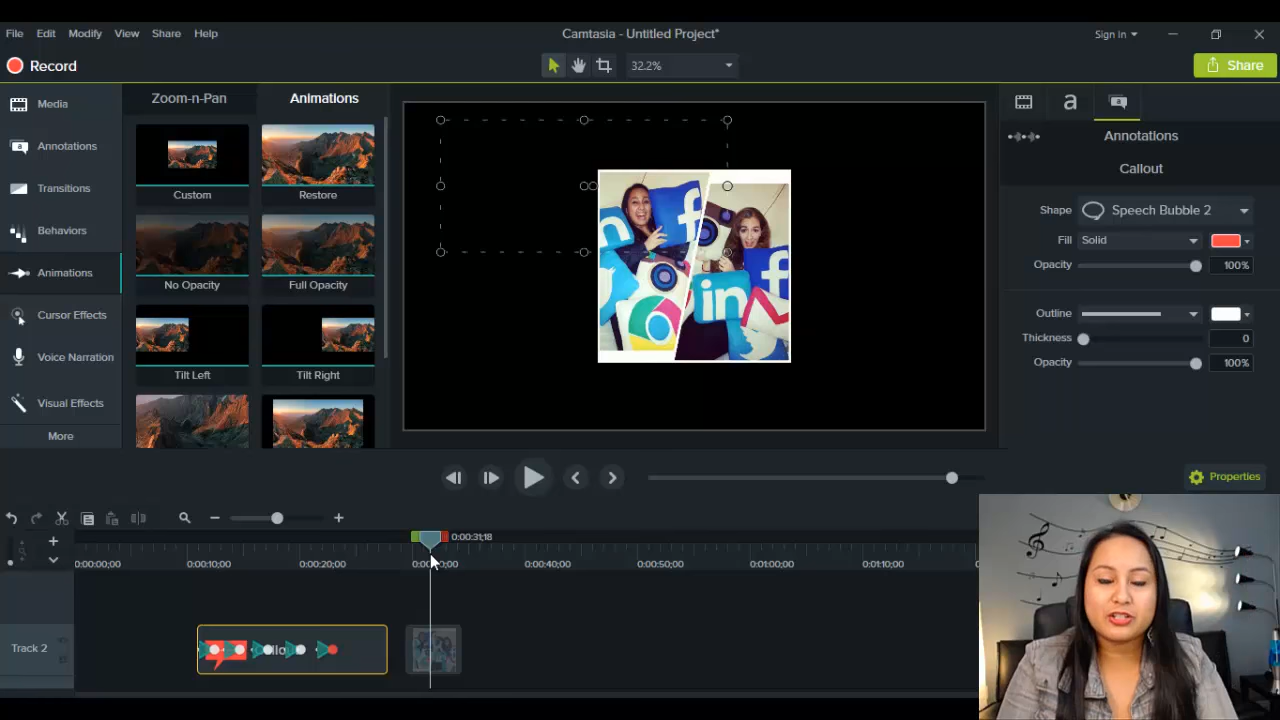 File Edit Modify View Share Help
Camtasia - Untitled Project*
Sign in
Record
32.2%
Share
Media
Annotations
Transitions
Behaviors
Animations
Cursor Effects
Voice Narration
Visual Effects
More
Zoom-n-Pan Animations
Custom Restore
No Opacity Full Opacity
Tilt Left Tilt Right
in f f
in
a
Annotations
Callout
Shape Speech Bubble 2
Fill Solid
Opacity 100%
Outline
Thickness 0
Opacity 100%
Properties
0:00:31;18
0:00:00;00 0:00:10;00 0:00:20;00 0:00:40;00 0:00:50;00 0:01:00;00 0:01:10;00
Track 2